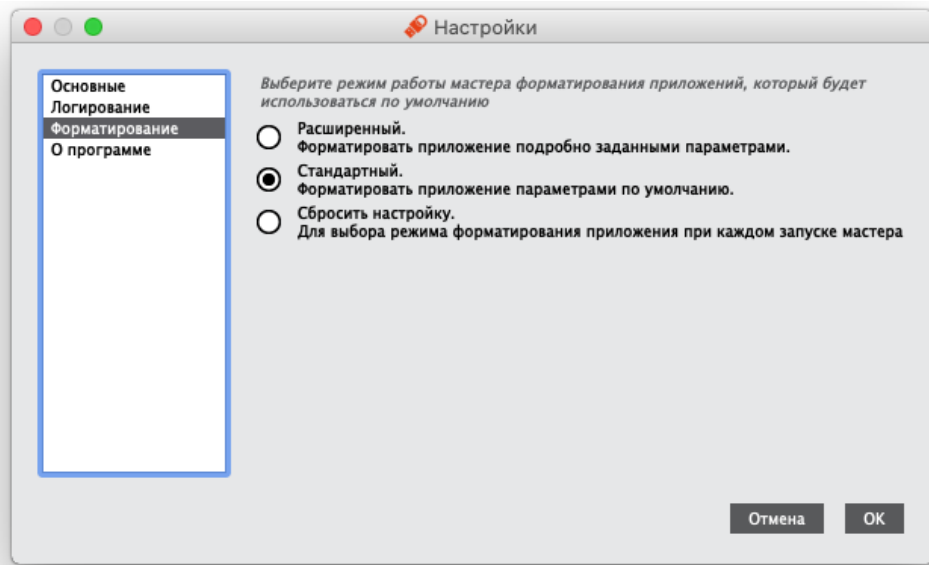 Настройки
Основные
Логирование
Форматирование
О программе
Выберите режим работы мастера форматирования приложений, который будет
использоваться по умолчанию
Расширенный.
Форматировать приложение подробно заданными параметрами.
Стандартный.
Форматировать приложение параметрами по умолчанию.
Сбросить настройку.
Для выбора режима форматирования приложения при каждом запуске мастера
Отмена
OK